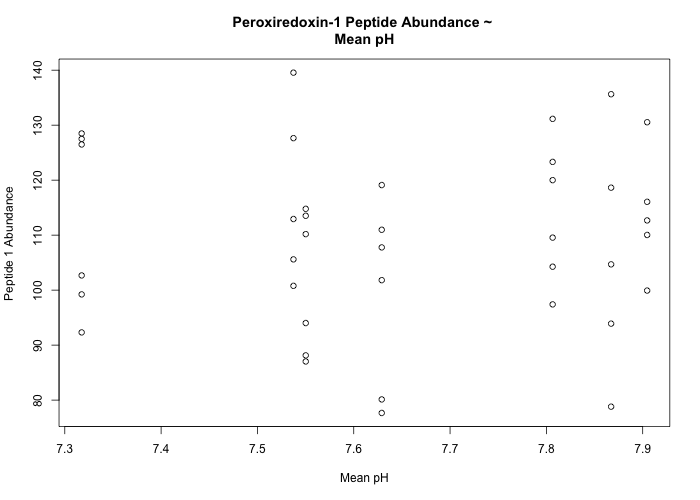 Peroxiredoxin-1 Peptide Abundance ~
Mean pH
Peptide 1 Abundance
140
130
120
110
100
90
80
7.3 7.4 7.5 7.6 7.7 7.8 7.9
Mean pH